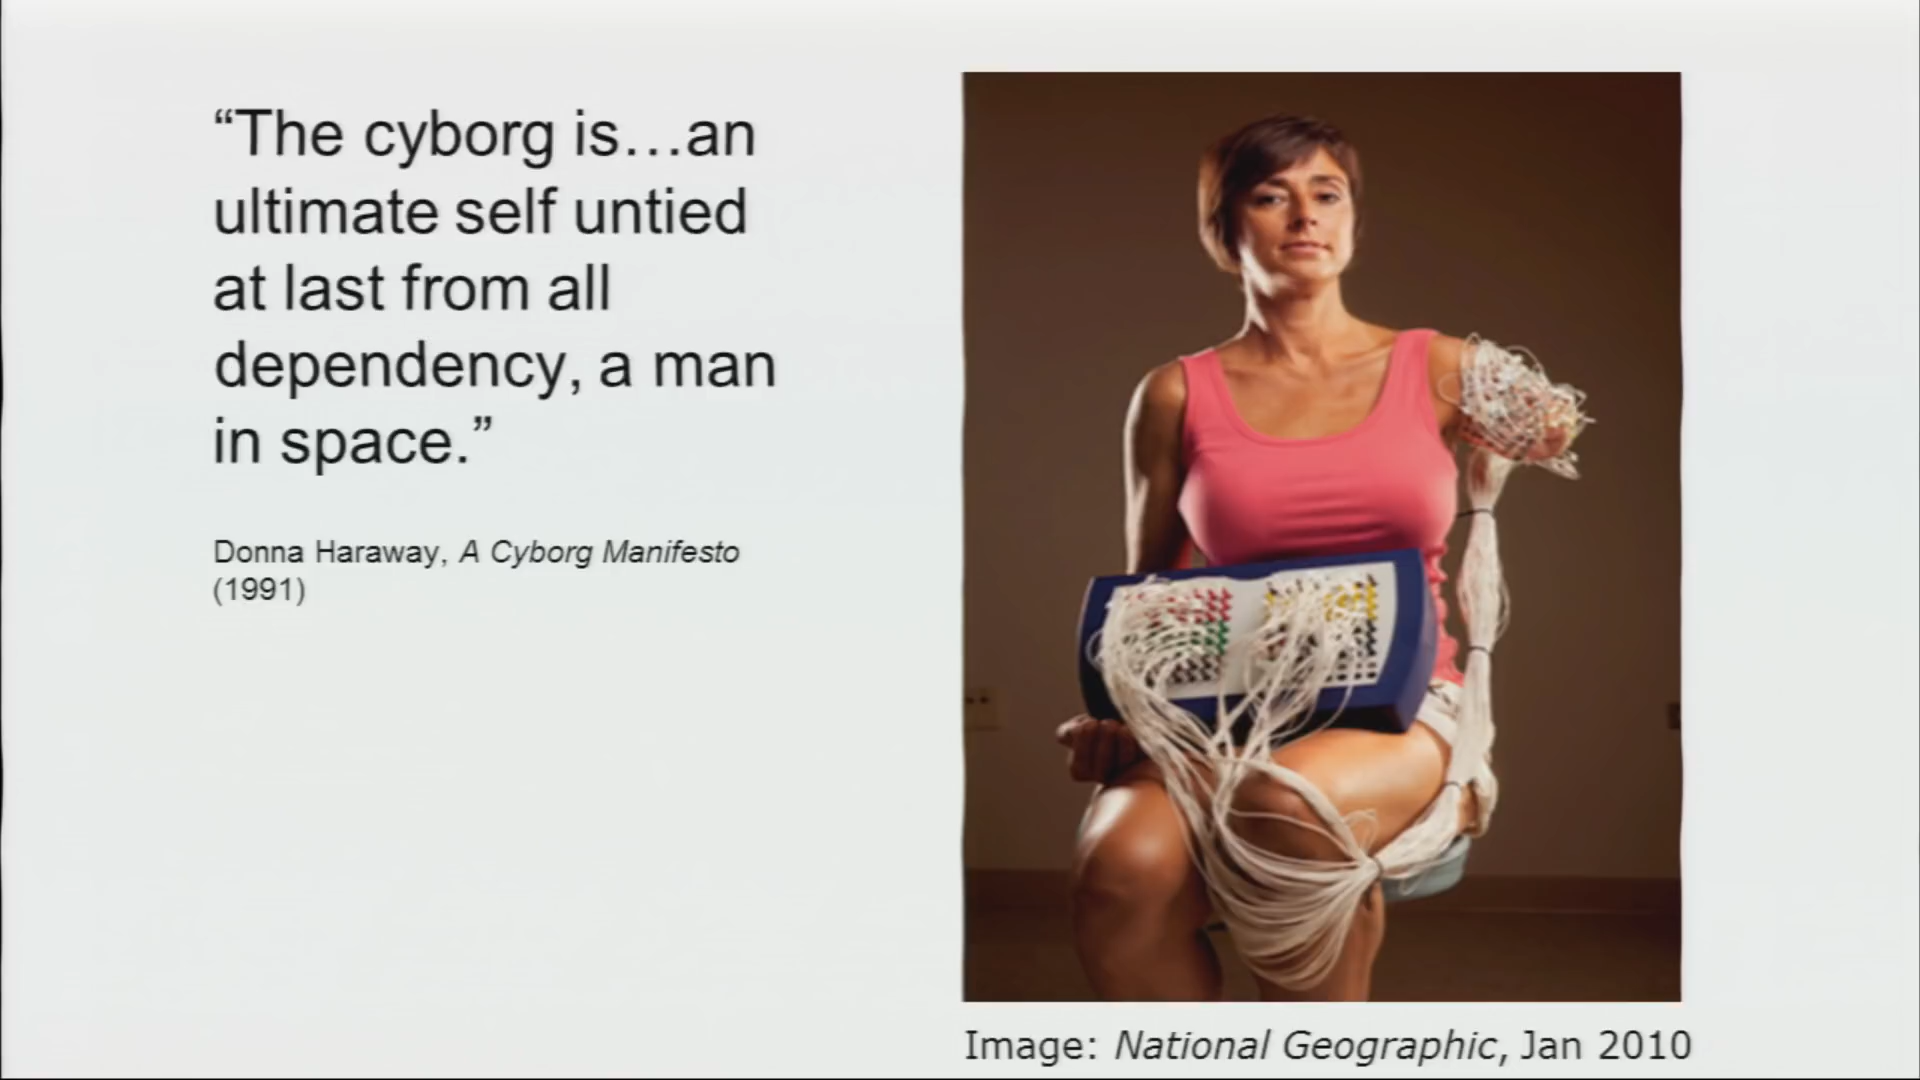 “The cyborg is…an
ultimate self untied
at last from all
dependency, a man
in space.”
Donna Haraway, A Cyborg Manifesto
(1991)
Image: National Geographic, Jan 2010